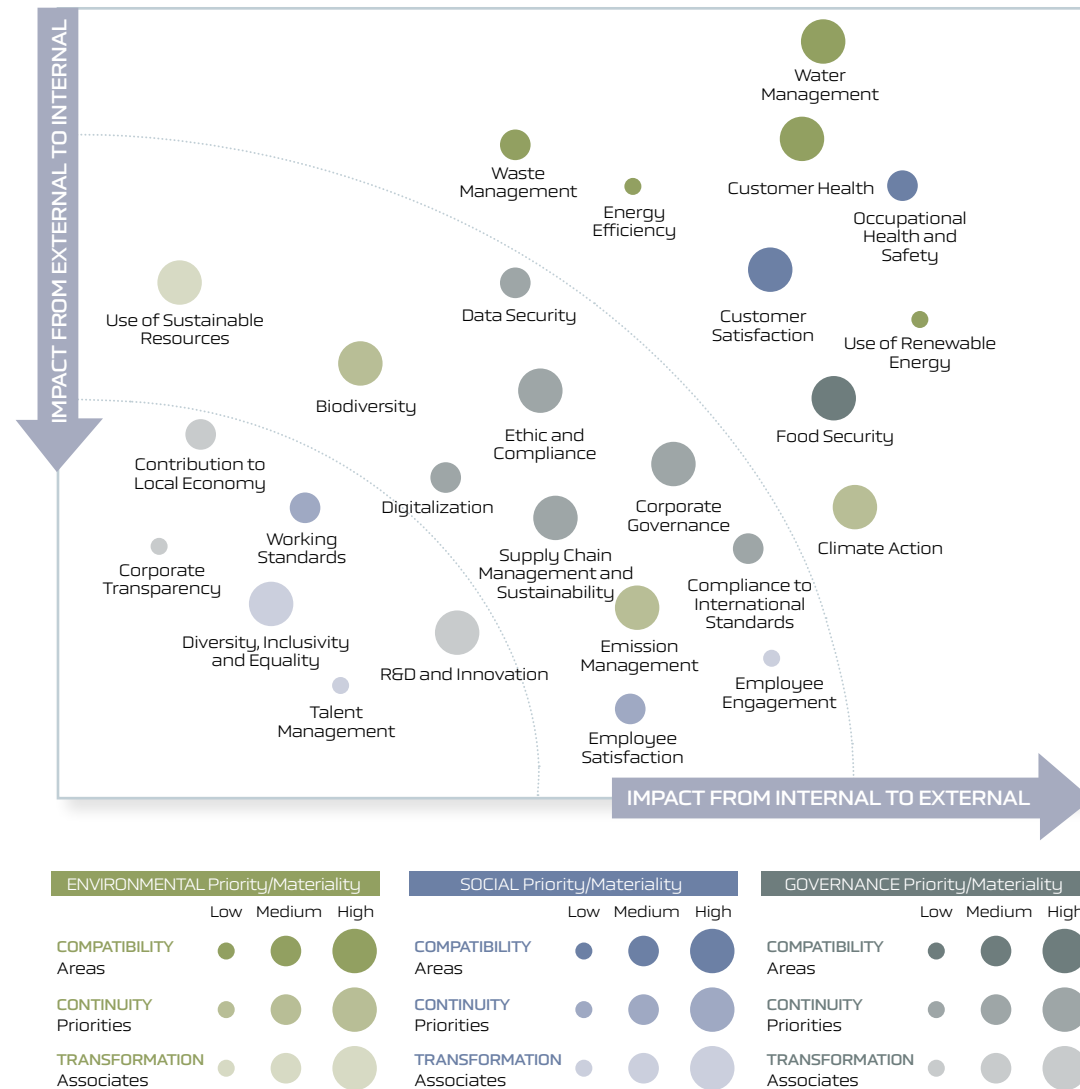 IMPACT FROM EXTERNAL TO INTERNAL
Water
Management
Waste
Management
Customer Health
Energy
Efficiency
Occupational
Health and
Safety
Use of Sustainable
Resources
Data Security
Customer
Satisfaction
Use of Renewable
Energy
Biodiversity
Ethic and
Compliance
Food Security
Contribution to
Local Economy
Digitalization
Corporate
Governance
Working
Standards
Supply Chain
Management and
Sustainability
Climate Action
Corporate
Transparency
Compliance to
International
Standards
Diversity, Inclusivity
and Equality
R&D and Innovation
Emission
Management
Employee
Engagement
Talent
Management
Employee
Satisfaction
IMPACT FROM INTERNAL TO EXTERNAL
ENVIRONMENTAL Priority/Materiality
Low Medium High
COMPATIBILITY
Areas
CONTINUITY
Priorities
TRANSFORMATION
Associates
SOCIAL Priority/Materiality
Low Medium High
COMPATIBILITY
Areas
CONTINUITY
Priorities
TRANSFORMATION
Associates
GOVERNANCE Priority/Materiality
Low Medium High
COMPATIBILITY
Areas
CONTINUITY
Priorities
TRANSFORMATION
Associates